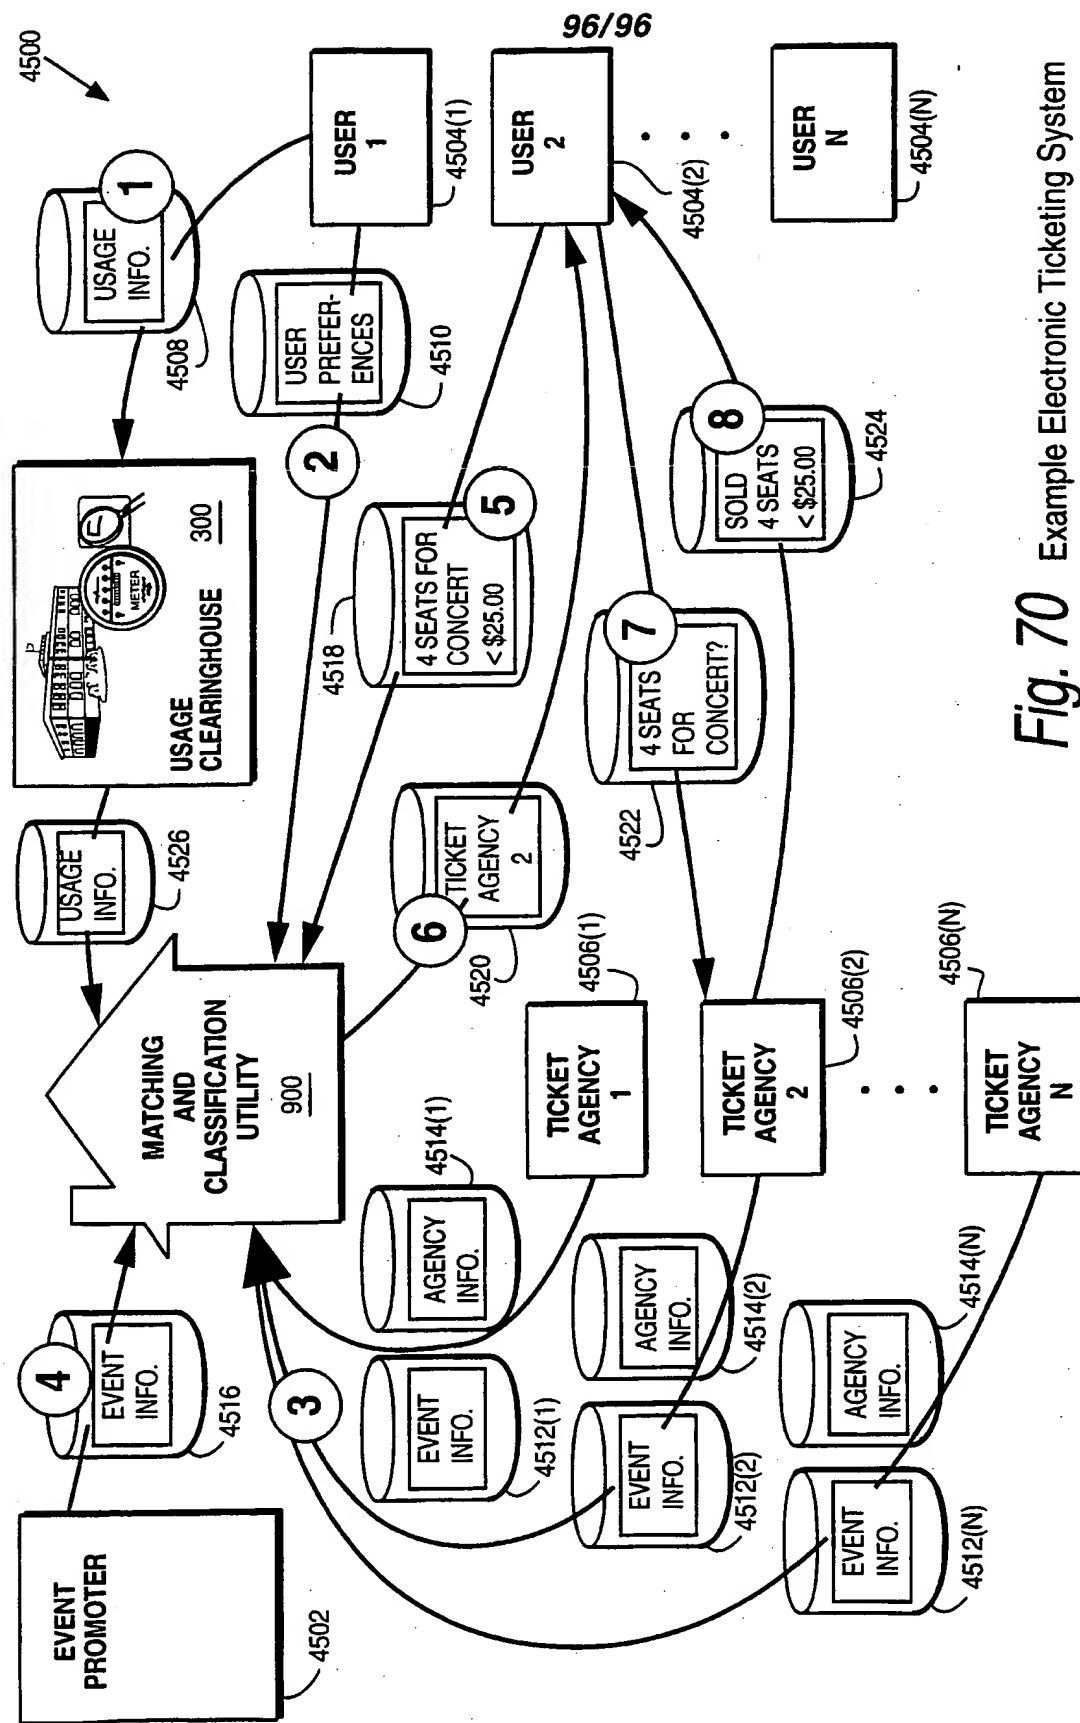 96/96
4500
EVENT
PROMOTER
4502
4
EVENT
INFO.
4516
MATCHING
AND
CLASSIFICATION
UTILITY
900
USAGE
INFO.
4526
METER
300
USAGE
CLEARINGHOUSE
USAGE
INFO.
1
4508
USER
1
4504(1)
2
USER
PREFER-
ENCES
4510
4518
4 SEATS FOR
CONCERT
< $25.00
5
USER
2
4504(2)
3
EVENT
INFO.
4512(1)
AGENCY
INFO.
4514(1)
6
TICKET
AGENCY
2
4520
TICKET
AGENCY
1
4506(1)
4522
4 SEATS
FOR
CONCERT?
7
SOLD
4 SEATS
< $25.00
8
4524
EVENT
INFO.
4512(2)
AGENCY
INFO.
4514(2)
TICKET
AGENCY
2
4506(2)
USER
N
4504(N)
EVENT
INFO.
4512(N)
AGENCY
INFO.
4514(N)
TICKET
AGENCY
N
4506(N)
Fig. 70 Example Electronic Ticketing System